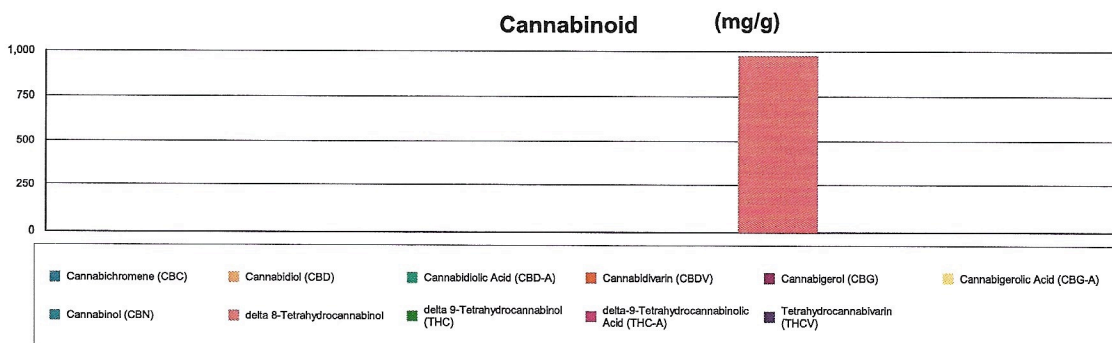 Cannabinoid (mg/g)
1,000
750
500
250
0
Cannabichromene (CBC)
Cannabidiol (CBD)
Cannabidiolic Acid (CBD-A)
Cannabidivarin (CBDV)
Cannabigerol (CBG)
Cannabigerolic Acid (CBG-A)
Cannabinol (CBN)
delta 8-Tetrahydrocannabinol
delta 9-Tetrahydrocannabinol
(THC)
delta-9-Tetrahydrocannabinolic
Acid (THC-A)
Tetrahydrocannabivarin
(THCV)